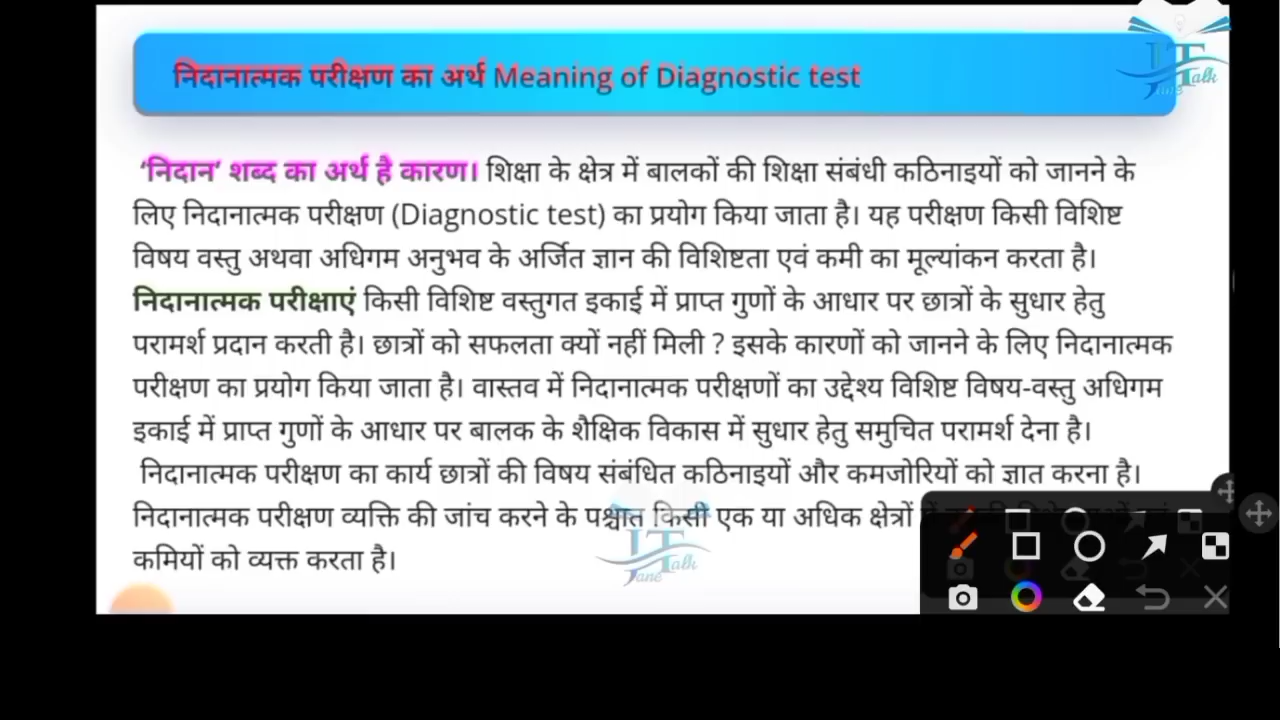 निदानात्मक परीक्षण का अर्थ Meaning of Diagnostic test
‘निदान’ शब्द का अर्थ है कारण। शिक्षा के क्षेत्र में बालकों की शिक्षा संबंधी कठिनाइयों को जानने के
लिए निदानात्मक परीक्षण (Diagnostic test) का प्रयोग किया जाता है। यह परीक्षण किसी विशिष्ट
विषय वस्तु अथवा अधिगम अनुभव के अर्जित ज्ञान की विशिष्टता एवं कमी का मूल्यांकन करता है।
निदानात्मक परीक्षाएं किसी विशिष्ट वस्तुगत इकाई में प्राप्त गुणों के आधार पर छात्रों के सुधार हेतु
परामर्श प्रदान करती है। छात्रों को सफलता क्यों नहीं मिली ? इसके कारणों को जानने के लिए निदानात्मक
परीक्षण का प्रयोग किया जाता है। वास्तव में निदानात्मक परीक्षणों का उद्देश्य विशिष्ट विषय-वस्तु अधिगम
इकाई में प्राप्त गुणों के आधार पर बालक के शैक्षिक विकास में सुधार हेतु समुचित परामर्श देना है।
निदानात्मक परीक्षण का कार्य छात्रों की विषय संबंधित कठिनाइयों और कमजोरियों को ज्ञात करना है।
निदानात्मक परीक्षण व्यक्ति की जांच करने के पश्चात किसी एक या अधिक क्षेत्रों
कमियों को व्यक्त करता है।